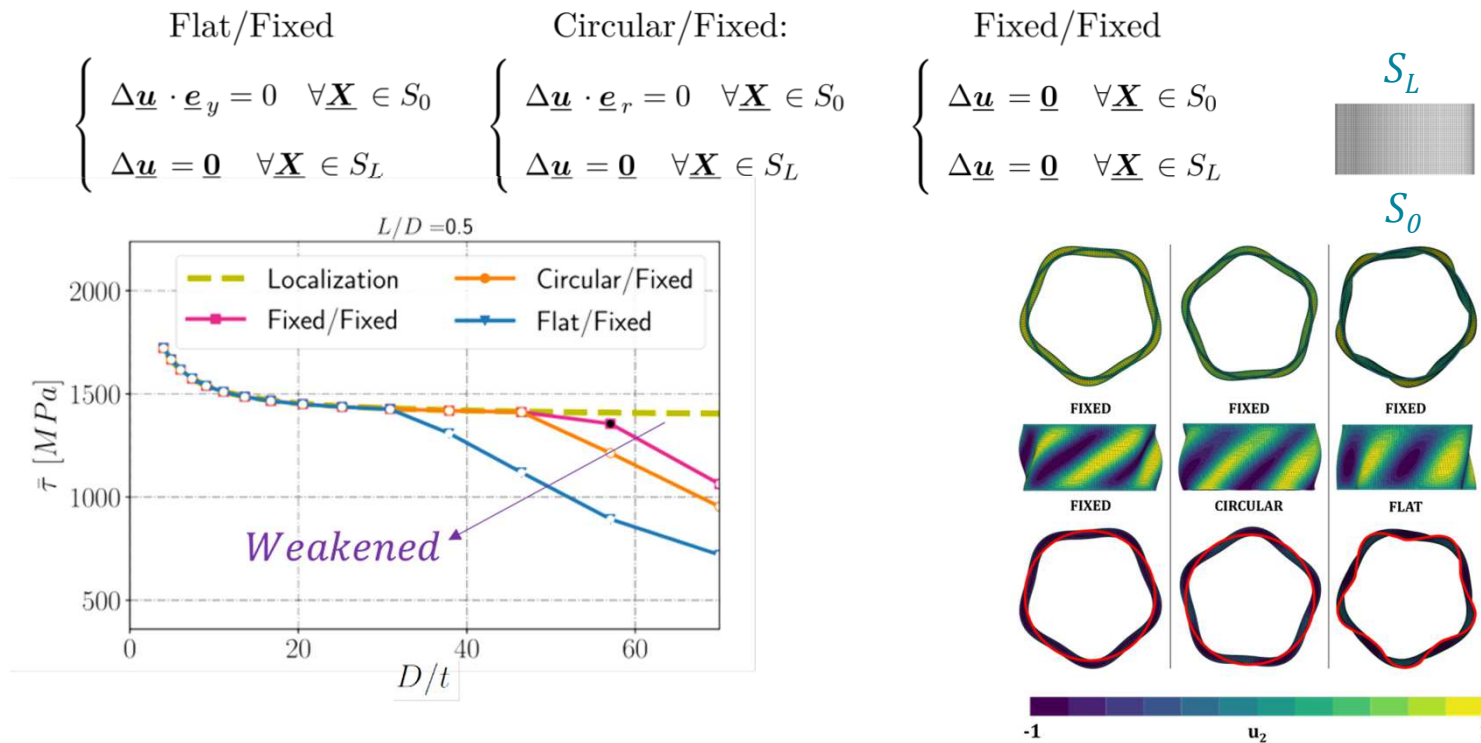 Flat/Fixed
Circular/Fixed:
Fixed/Fixed
Δu · e_y = 0 ∀X ∈ S_0
Δu = 0 ∀X ∈ S_L
Δu · e_r = 0 ∀X ∈ S_0
Δu = 0 ∀X ∈ S_L
Δu = 0 ∀X ∈ S_0
Δu = 0 ∀X ∈ S_L
S_L
S_0
L/D =0.5
Localization
Fixed/Fixed
Circular/Fixed
Flat/Fixed
2000
1500
1000
500
τ̄ [MPa]
Weakened
0
20
40
60
D/t
FIXED
FIXED
FIXED
FIXED
CIRCULAR
FLAT
-1
u_2